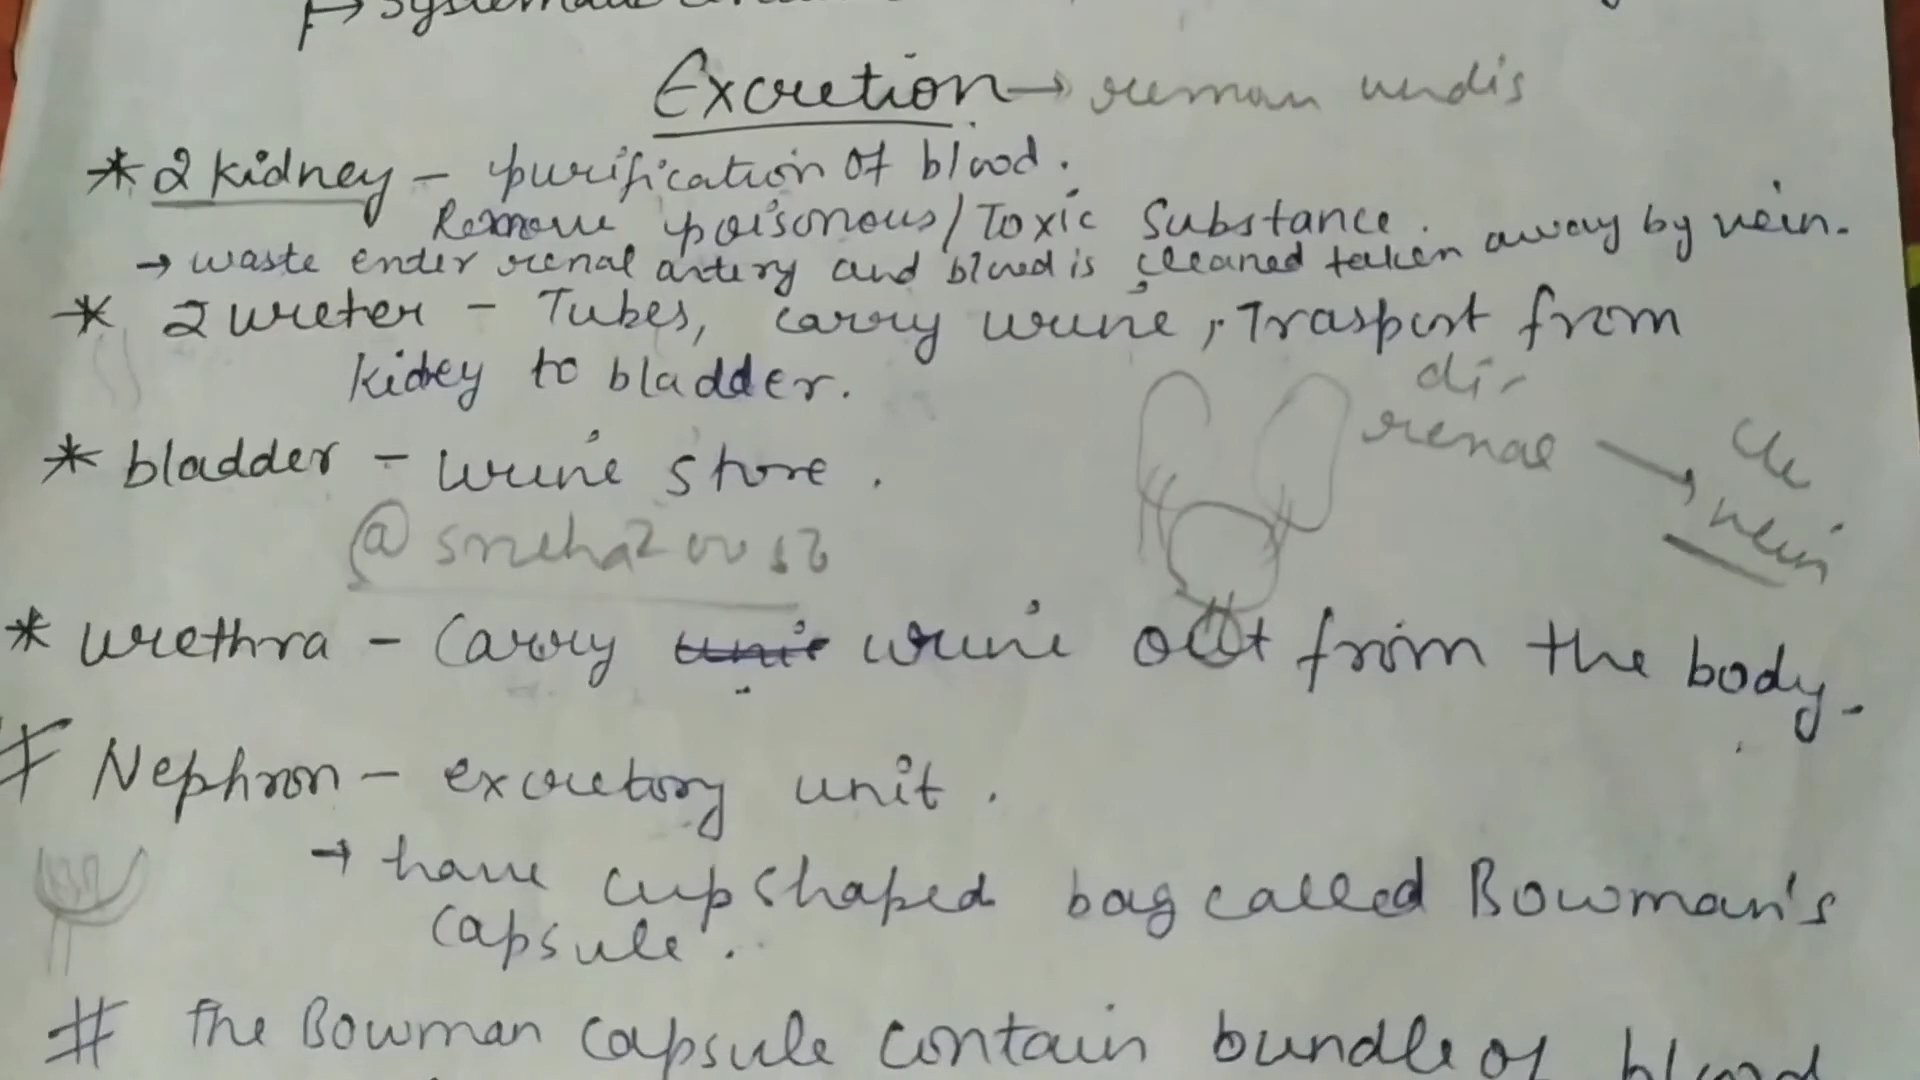 Excretion → reman undis
* 2 kidney - purification of blood.
Remove poisonous/Toxic Substance.
→ waste enter renal artery and blood is cleaned taken away by vein.
* 2 ureter - Tubes, carry urine, Trasport from
kidey to bladder.
di
renal → vein
* bladder - urine store.
* urethra - Carry urine out from the body.
Nephron - excretory unit.
→ have cup shaped bag called Bowman's
capsule.
# The Bowman capsule contain bundle of blood